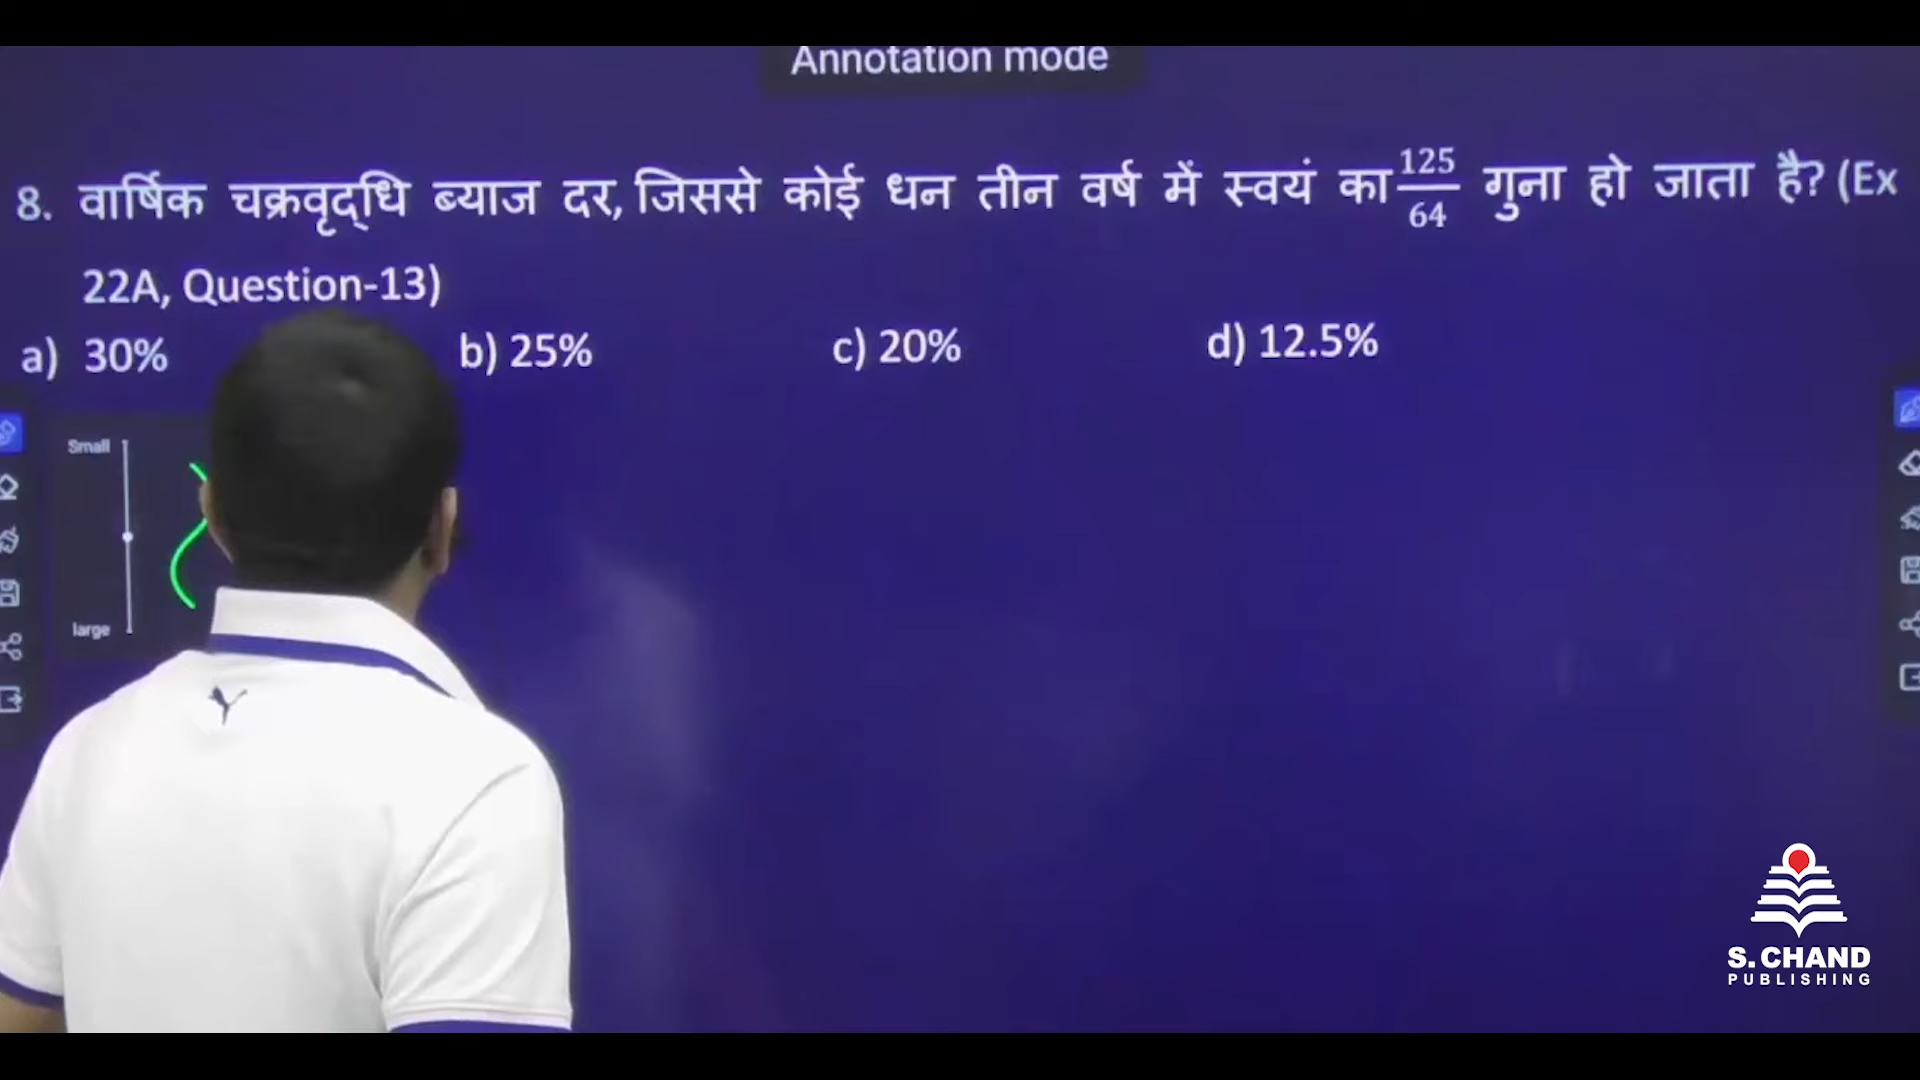 Annotation mode
8. वार्षिक चक्रवृद्धि ब्याज दर, जिससे कोई धन तीन वर्ष में स्वयं का 125/64 गुना हो जाता है? (Ex
22A, Question-13)
a) 30% b) 25% c) 20% d) 12.5%
Small
large
S. CHAND
PUBLISHING